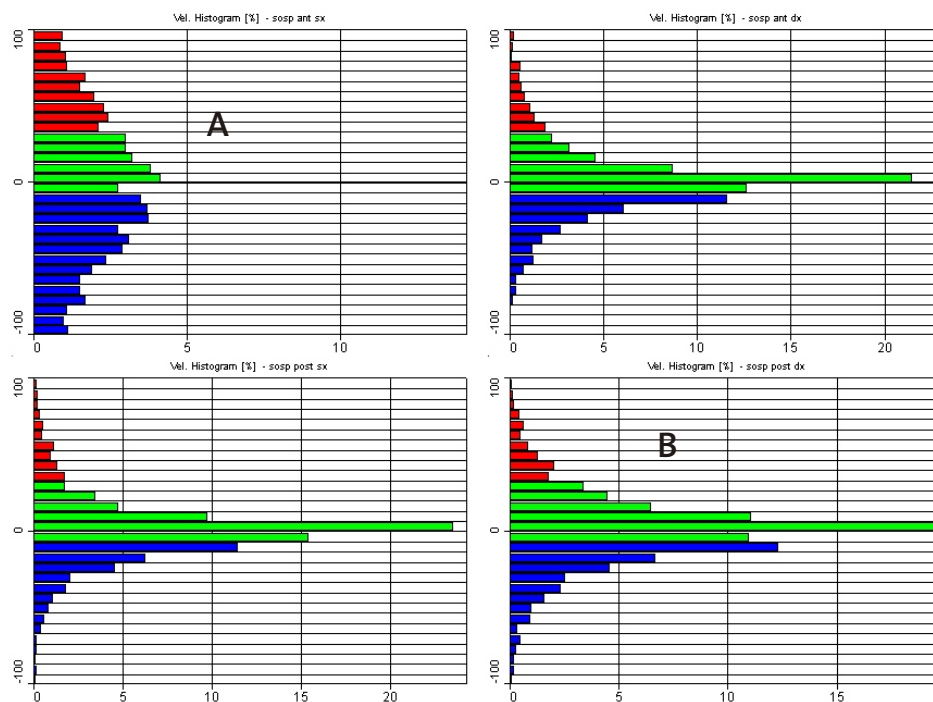 Vel. Histogram [%] - sosp ant sx
100
0
-100
A
0 5 10
Vel. Histogram [%] - sosp ant dx
100
0
-100
0 5 10 15 20
Vel. Histogram [%] - sosp post sx
100
0
-100
0 5 10 15 20
Vel. Histogram [%] - sosp post dx
100
0
-100
B
0 5 10 15